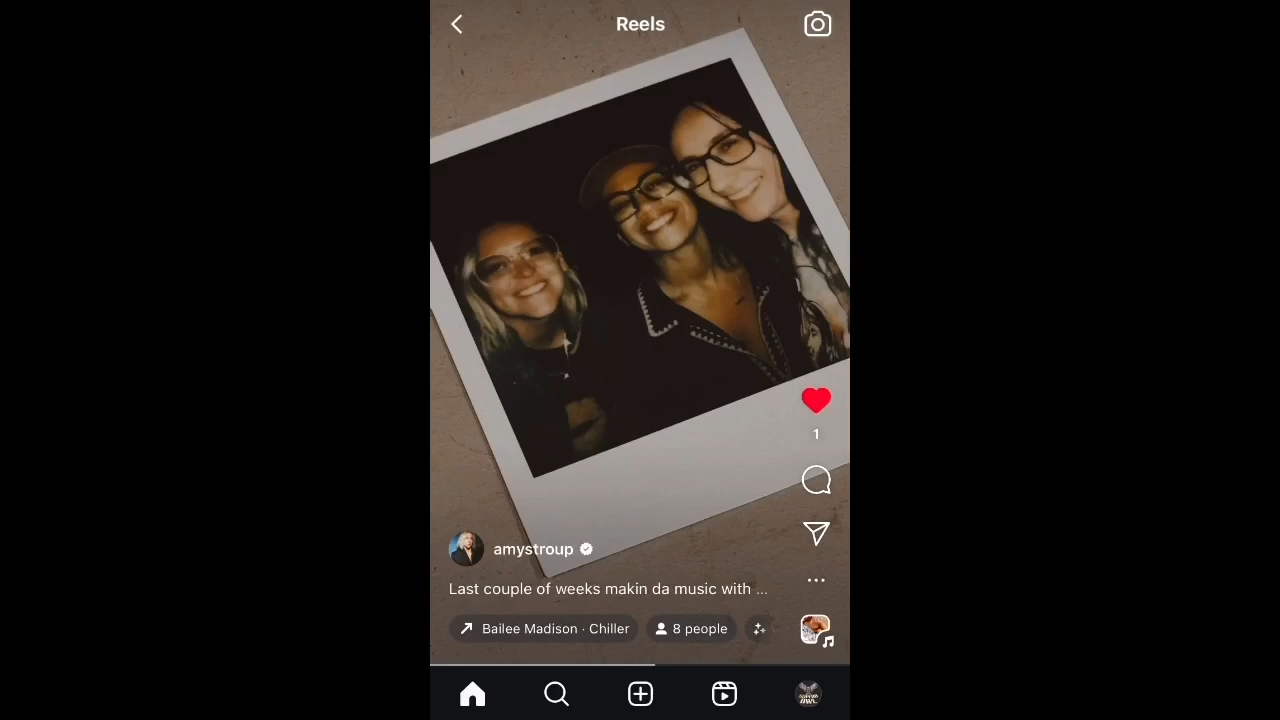 Reels
1
amystroup
Last couple of weeks makin da music with ...
Bailee Madison · Chiller
8 people